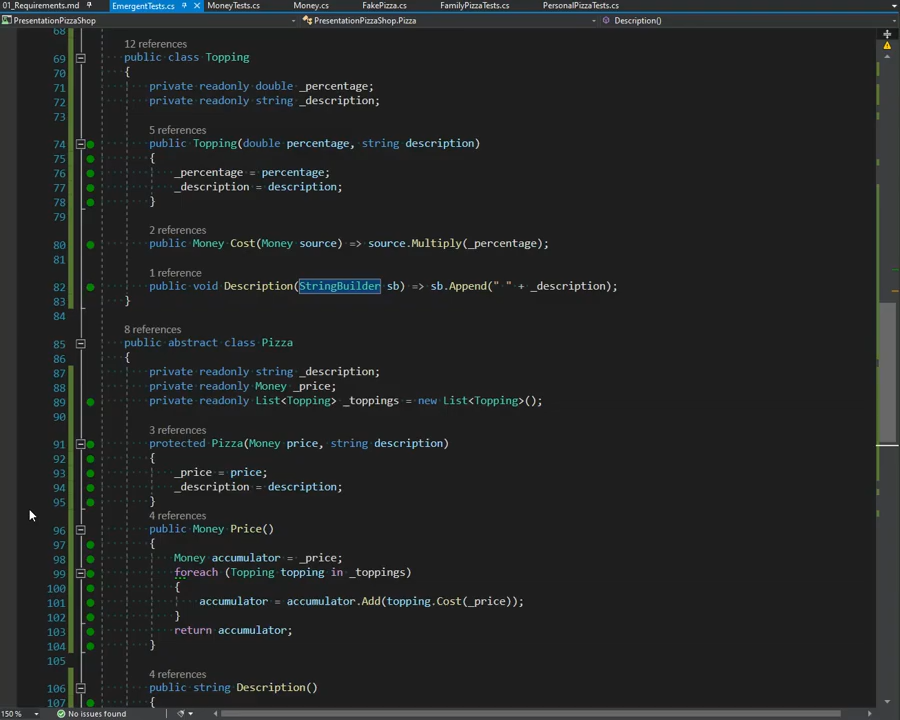 01_Requirements.md EmergentTests.cs MoneyTests.cs Money.cs FakePizza.cs FamilyPizzaTests.cs PersonalPizzaTests.cs
PresentationPizzaShop PresentationPizzaShop.Pizza Description()
68
12 references
69 public class Topping
70 {
71 private readonly double _percentage;
72 private readonly string _description;
73
5 references
74 public Topping(double percentage, string description)
75 {
76 _percentage = percentage;
77 _description = description;
78 }
79
2 references
80 public Money Cost(Money source) => source.Multiply(_percentage);
81
1 reference
82 public void Description(StringBuilder sb) => sb.Append(" " + _description);
83 }
84
8 references
85 public abstract class Pizza
86 {
87 private readonly string _description;
88 private readonly Money _price;
89 private readonly List<Topping> _toppings = new List<Topping>();
90
3 references
91 protected Pizza(Money price, string description)
92 {
93 _price = price;
94 _description = description;
95 }
4 references
96 public Money Price()
97 {
98 Money accumulator = _price;
99 foreach (Topping topping in _toppings)
100 {
101 accumulator = accumulator.Add(topping.Cost(_price));
102 }
103 return accumulator;
104 }
105
4 references
106 public string Description()
107 {
150 % No issues found